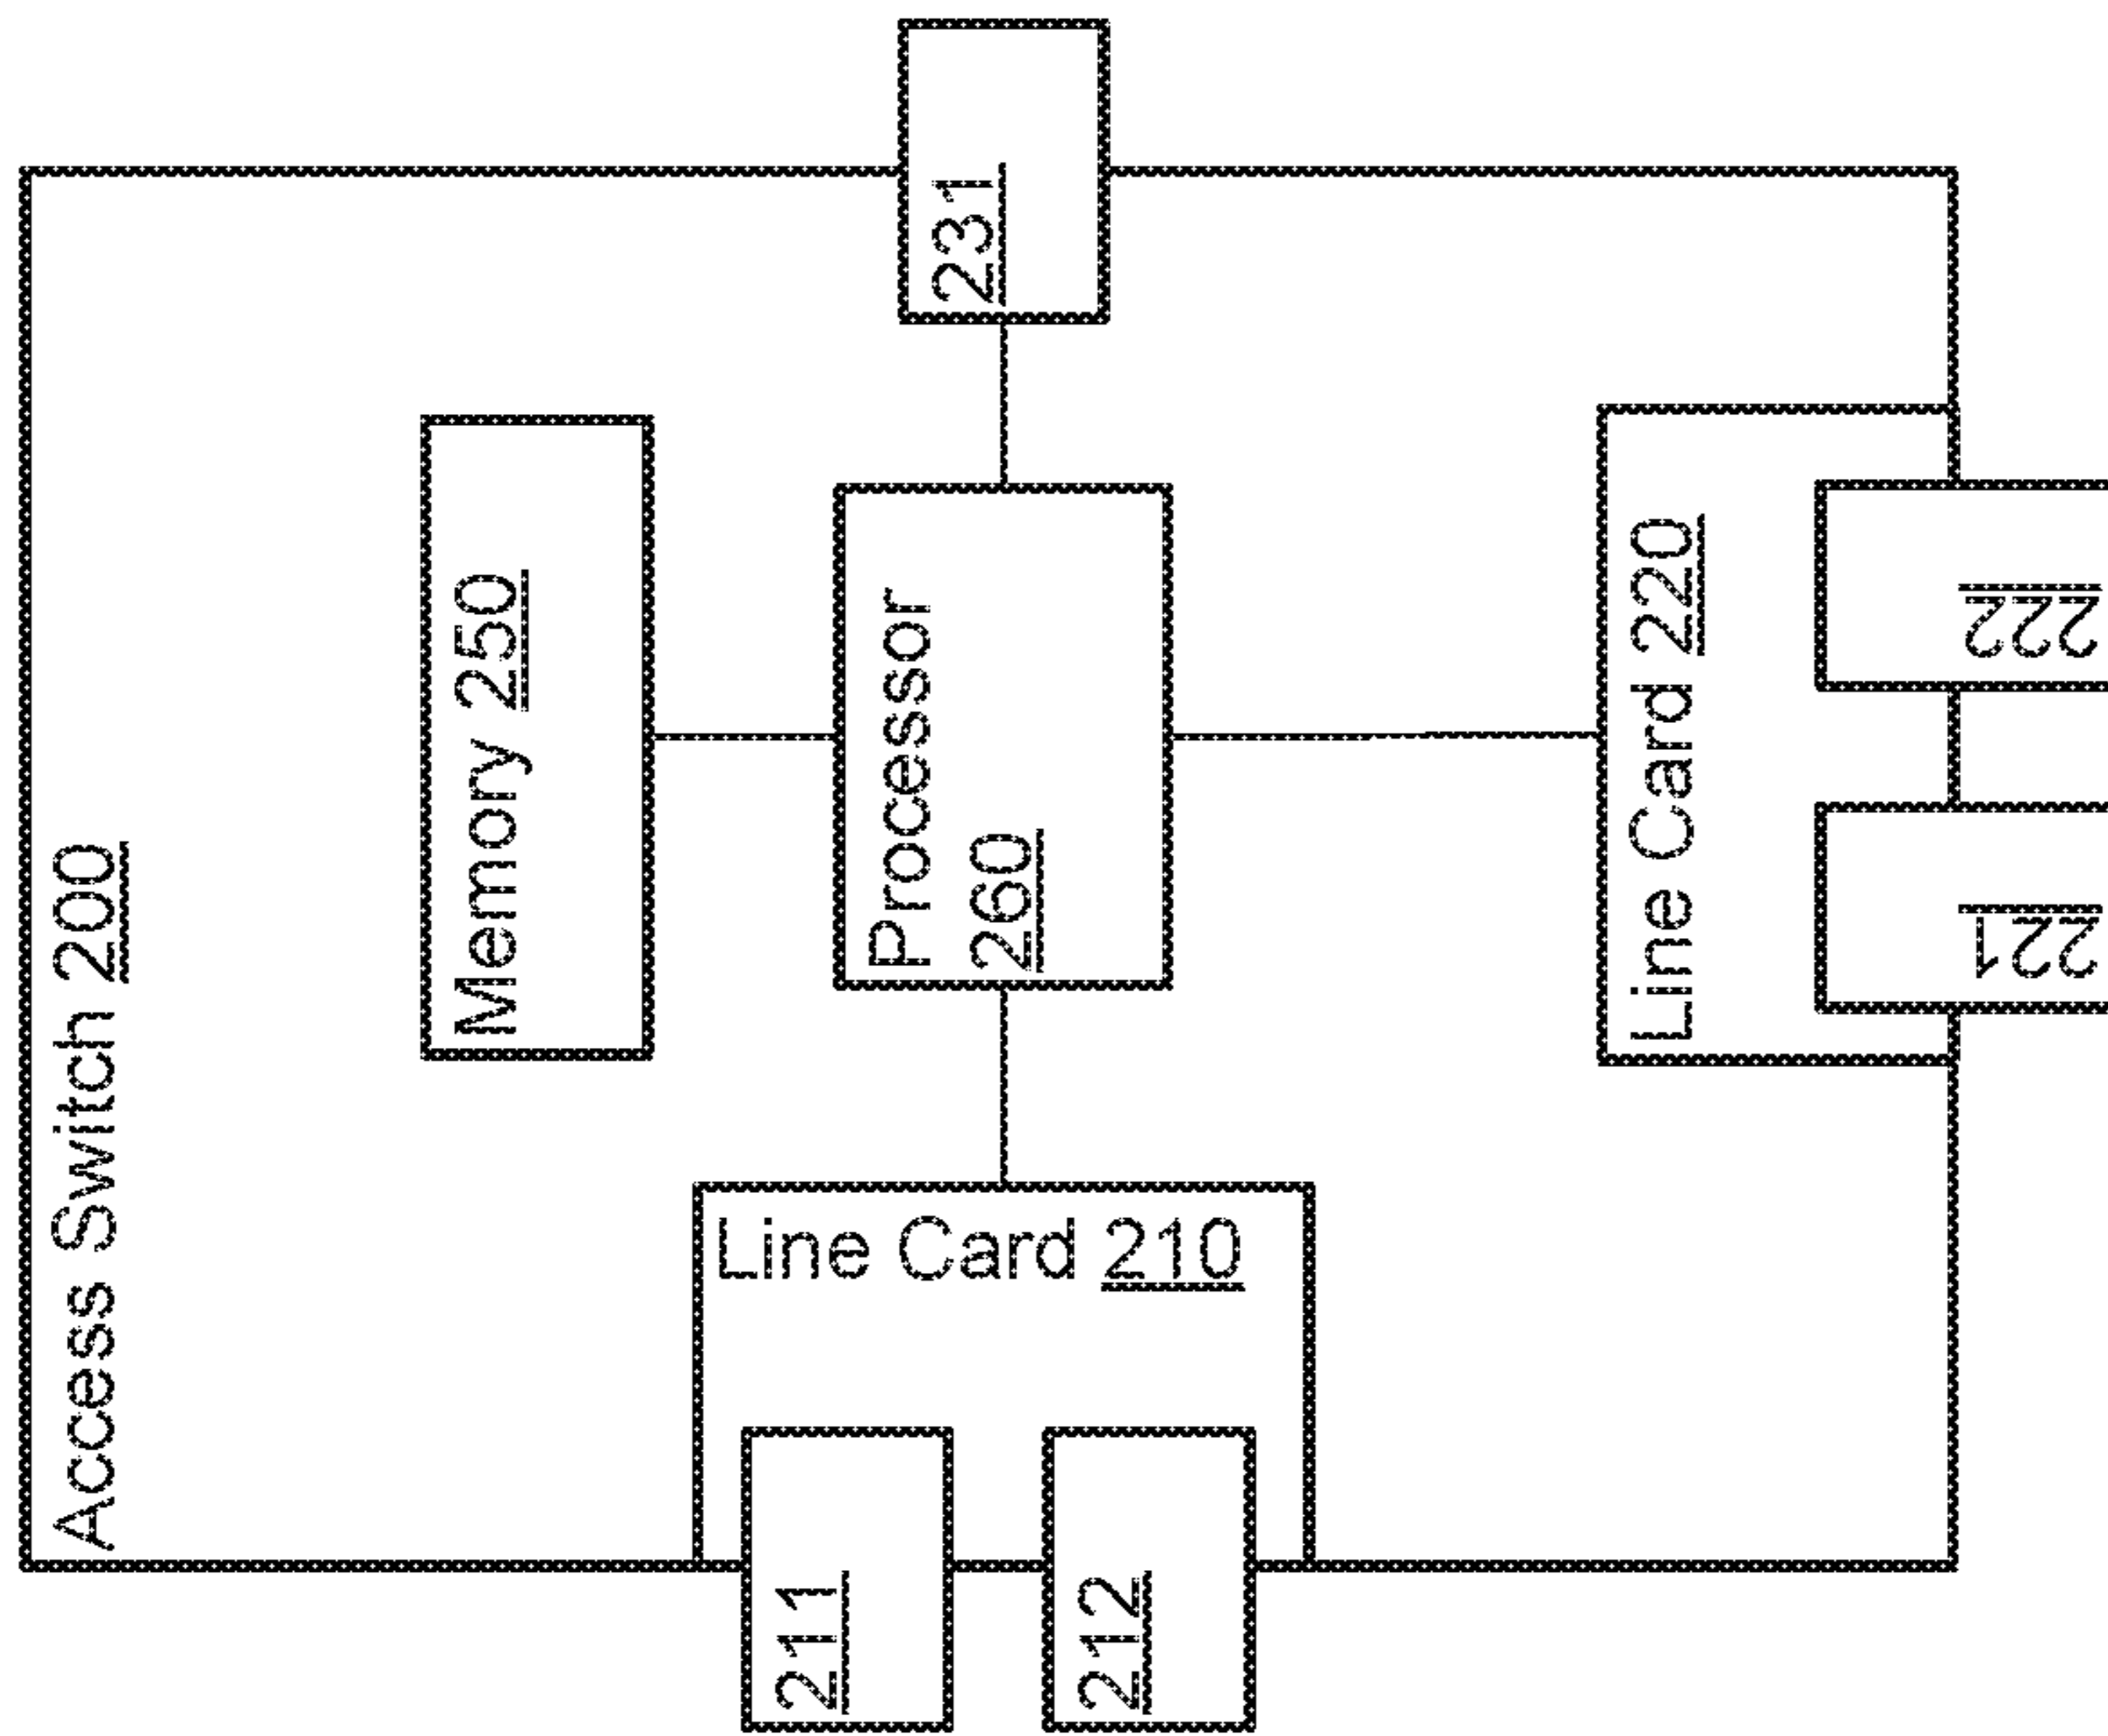 Access Switch 200
Memory 250
Processor
260
231
Line Card 210
211
212
Line Card 220
221
222